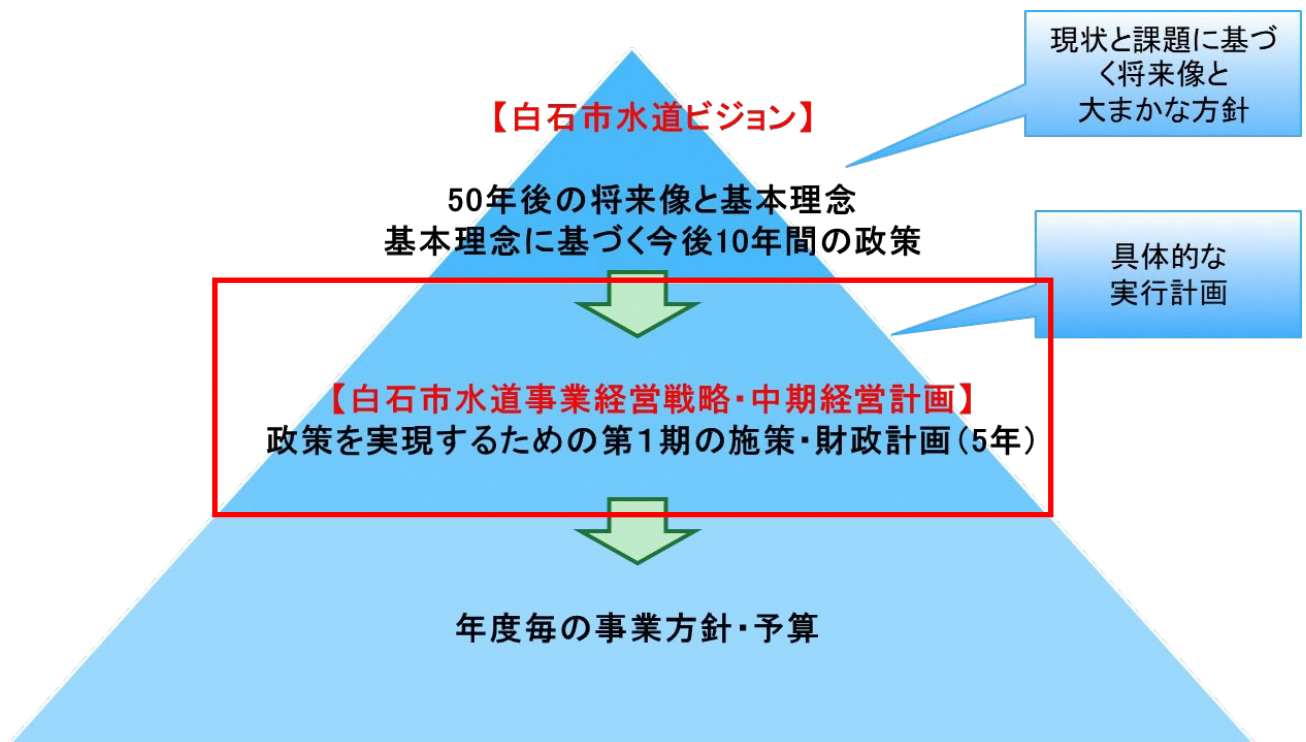 現状と課題に基づ
く将来像と
大まかな方針
【白石市水道ビジョン】
50年後の将来像と基本理念
基本理念に基づく今後10年間の政策
具体的な
実行計画
【白石市水道事業経営戦略・中期経営計画】
政策を実現するための第1期の施策・財政計画(5年)
年度毎の事業方針・予算